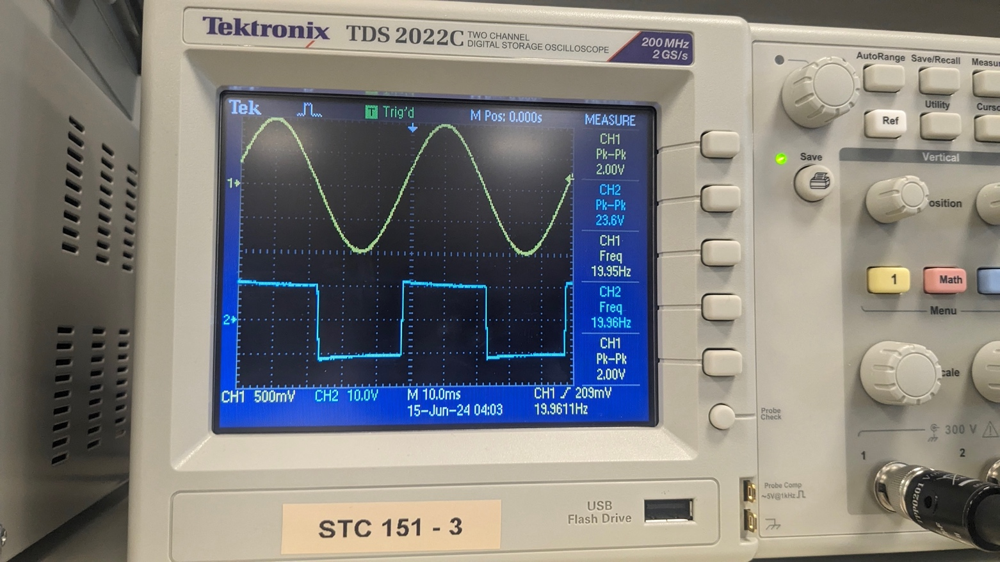 Tektronix TDS 2022C TWO CHANNEL
DIGITAL STORAGE OSCILLOSCOPE
200 MHz
2 GS/s
Tek Trig'd M Pos: 0.000s MEASURE
CH1
Pk-Pk
2.00V
CH2
Pk-Pk
23.6V
CH1
Freq
19.95Hz
CH2
Freq
19.96Hz
CH1
Pk-Pk
2.00V
1
2
CH1 500mV CH2 10.0V M 10.0ms CH1 209mV
15-Jun-24 04:03 19.9611Hz
AutoRange Save/Recall Measu
Utility Curso
Ref
Save
Vertical
osition
1 Math
Menu
cale
Probe
Check
300 V
1 2
Probe Comp
~5V@1kHz
USB
Flash Drive
STC 151 - 3